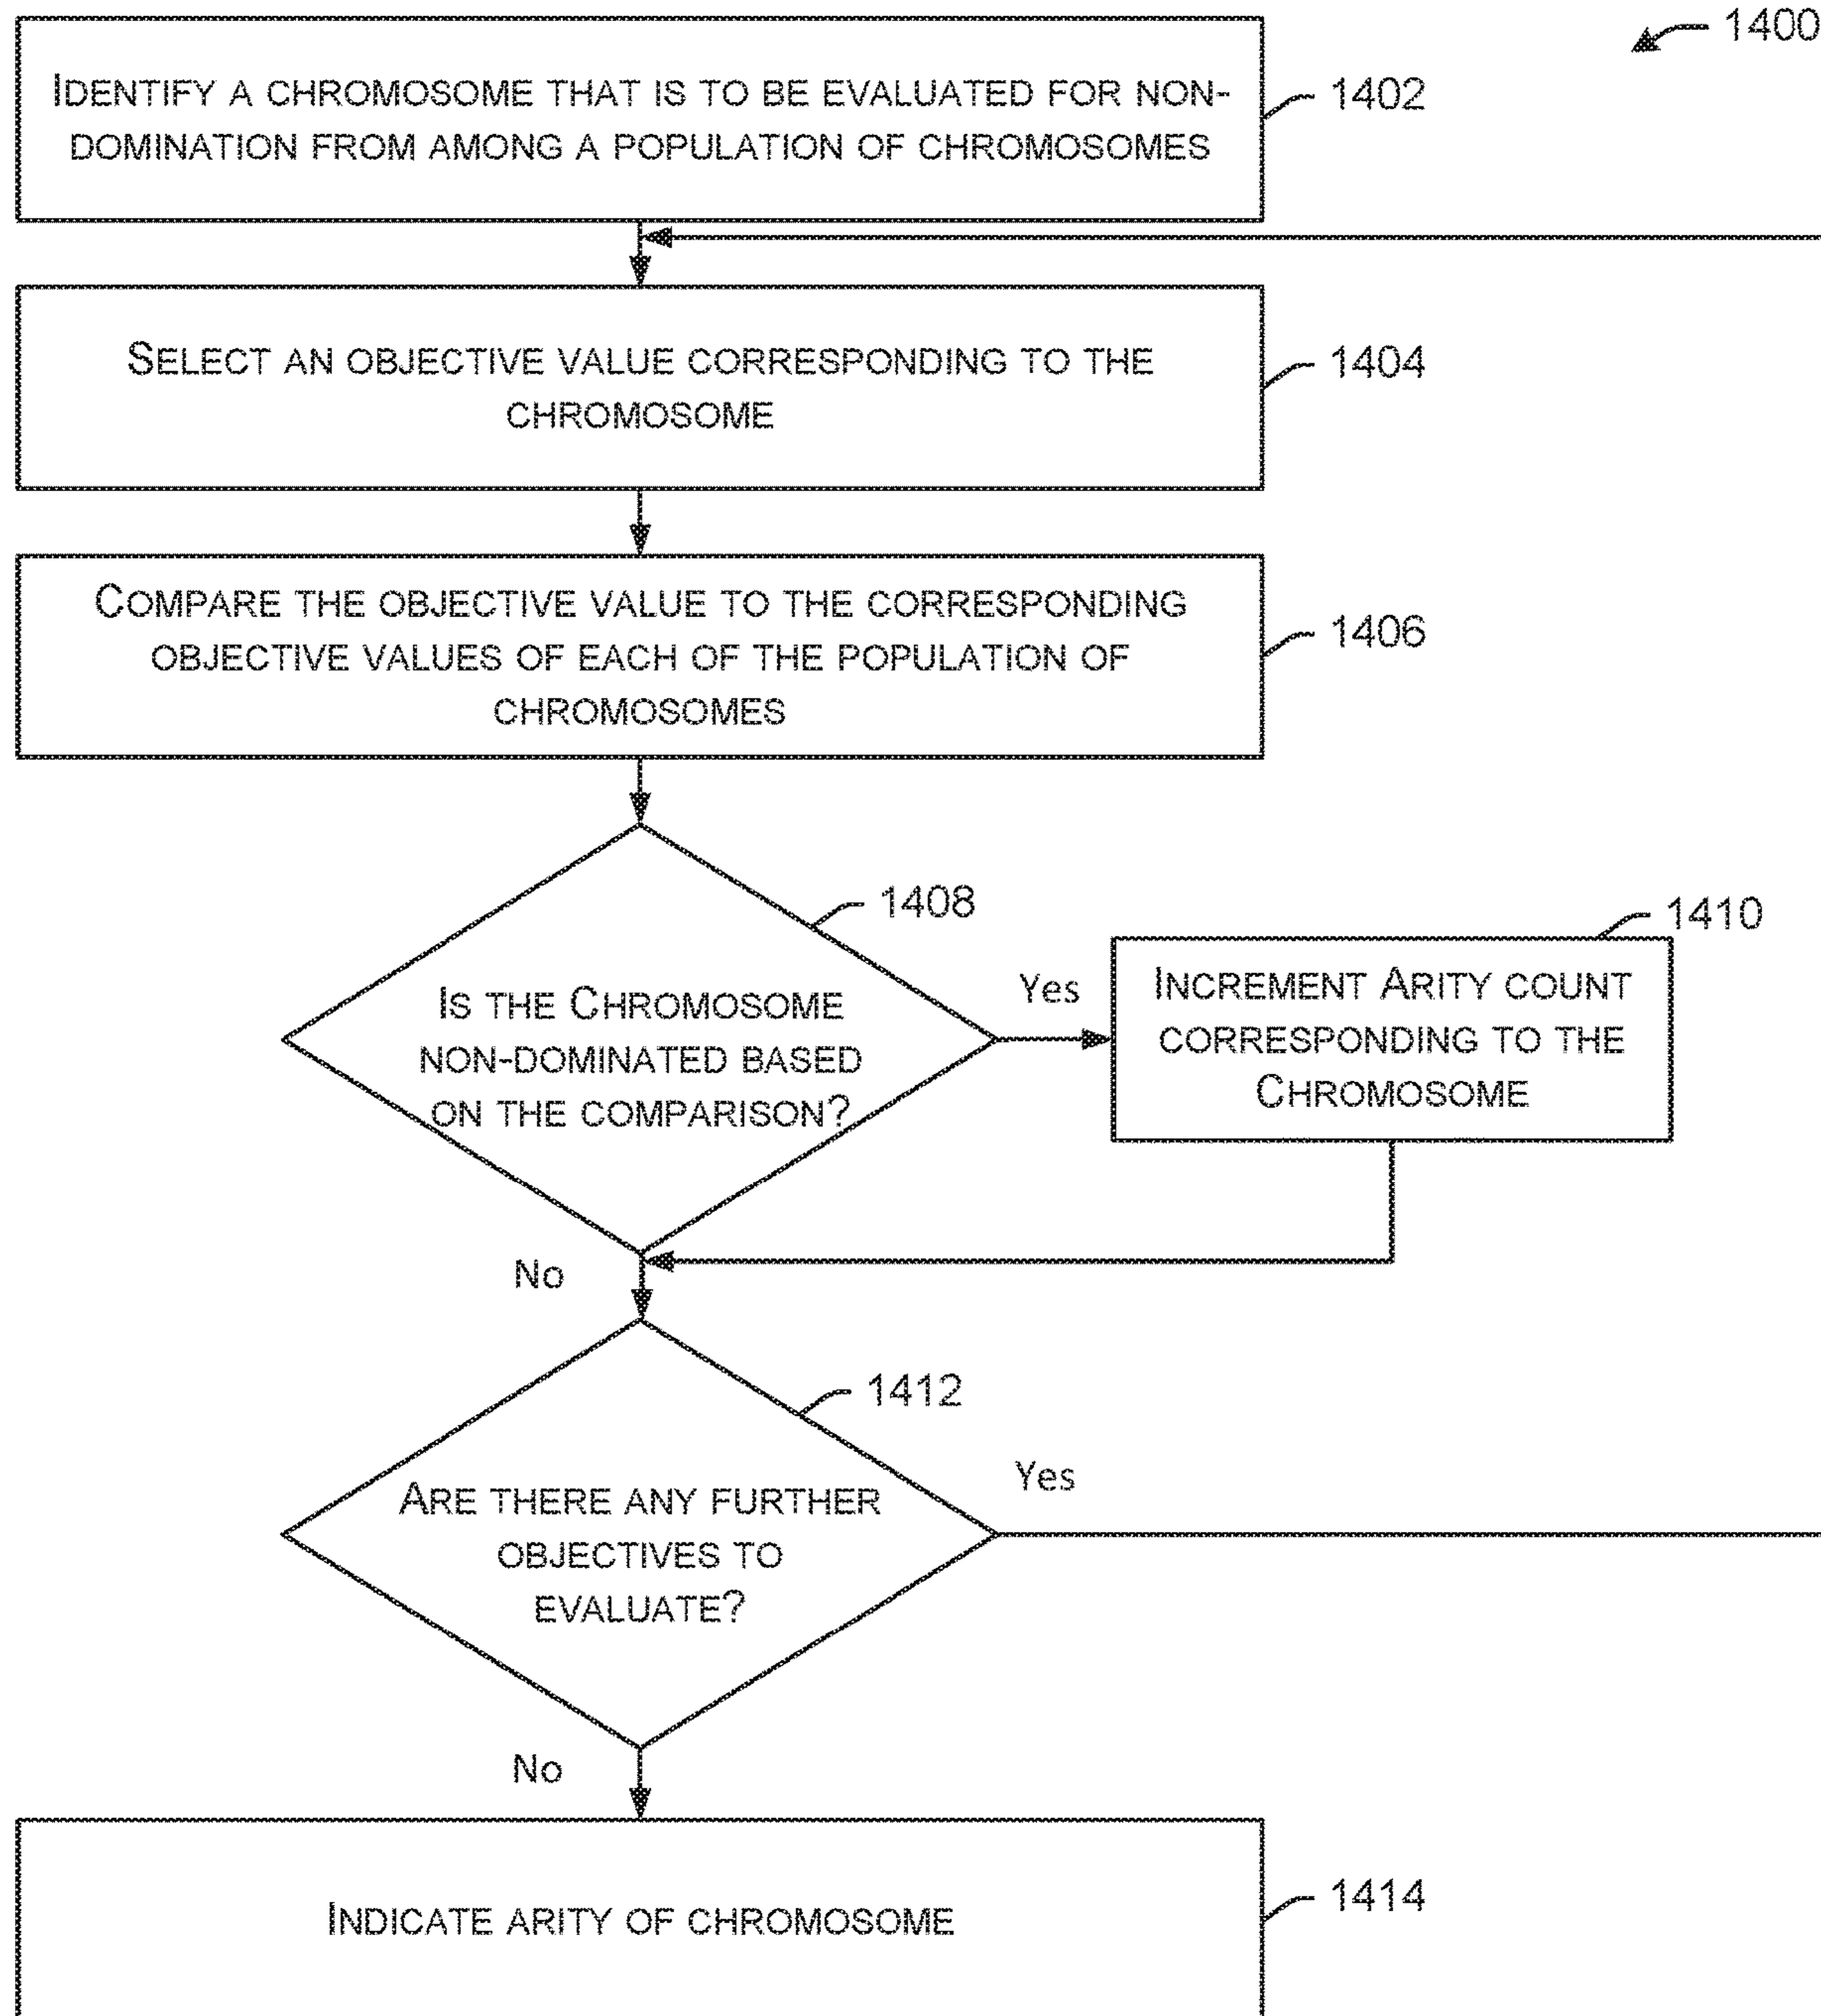 1400
IDENTIFY A CHROMOSOME THAT IS TO BE EVALUATED FOR NON-
DOMINATION FROM AMONG A POPULATION OF CHROMOSOMES
1402
SELECT AN OBJECTIVE VALUE CORRESPONDING TO THE
CHROMOSOME
1404
COMPARE THE OBJECTIVE VALUE TO THE CORRESPONDING
OBJECTIVE VALUES OF EACH OF THE POPULATION OF
CHROMOSOMES
1406
1408
IS THE CHROMOSOME
NON-DOMINATED BASED
ON THE COMPARISON?
Yes
1410
INCREMENT ARITY COUNT
CORRESPONDING TO THE
CHROMOSOME
No
1412
ARE THERE ANY FURTHER
OBJECTIVES TO
EVALUATE?
Yes
No
INDICATE ARITY OF CHROMOSOME
1414